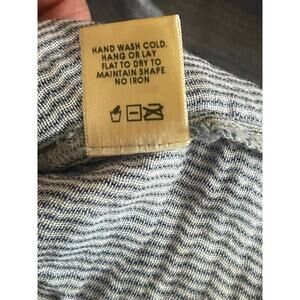 HAND WASH COLD.
HANG OR LAY
FLAT TO DRY TO
MAINTAIN SHAPE.
NO IRON